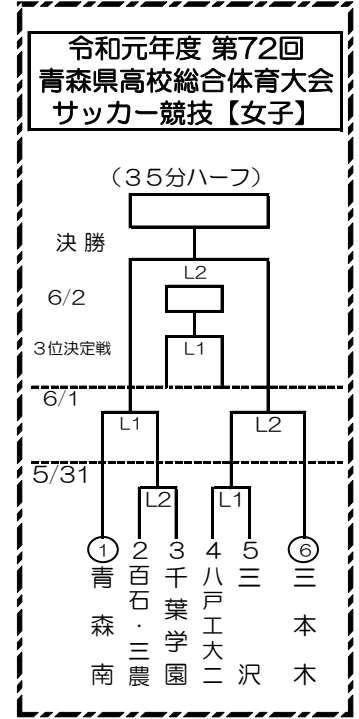 令和元年度 第72回
青森県高校総合体育大会
サッカー競技【女子】
(35分ハーフ)
決 勝
L2
6/2
3位決定戦
L1
6/1
L1
L2
5/31
L2
L1
① 2 3 4 5 ⑥
青森南
百石・三農
千葉学園
八戸工大二
三沢
三本木